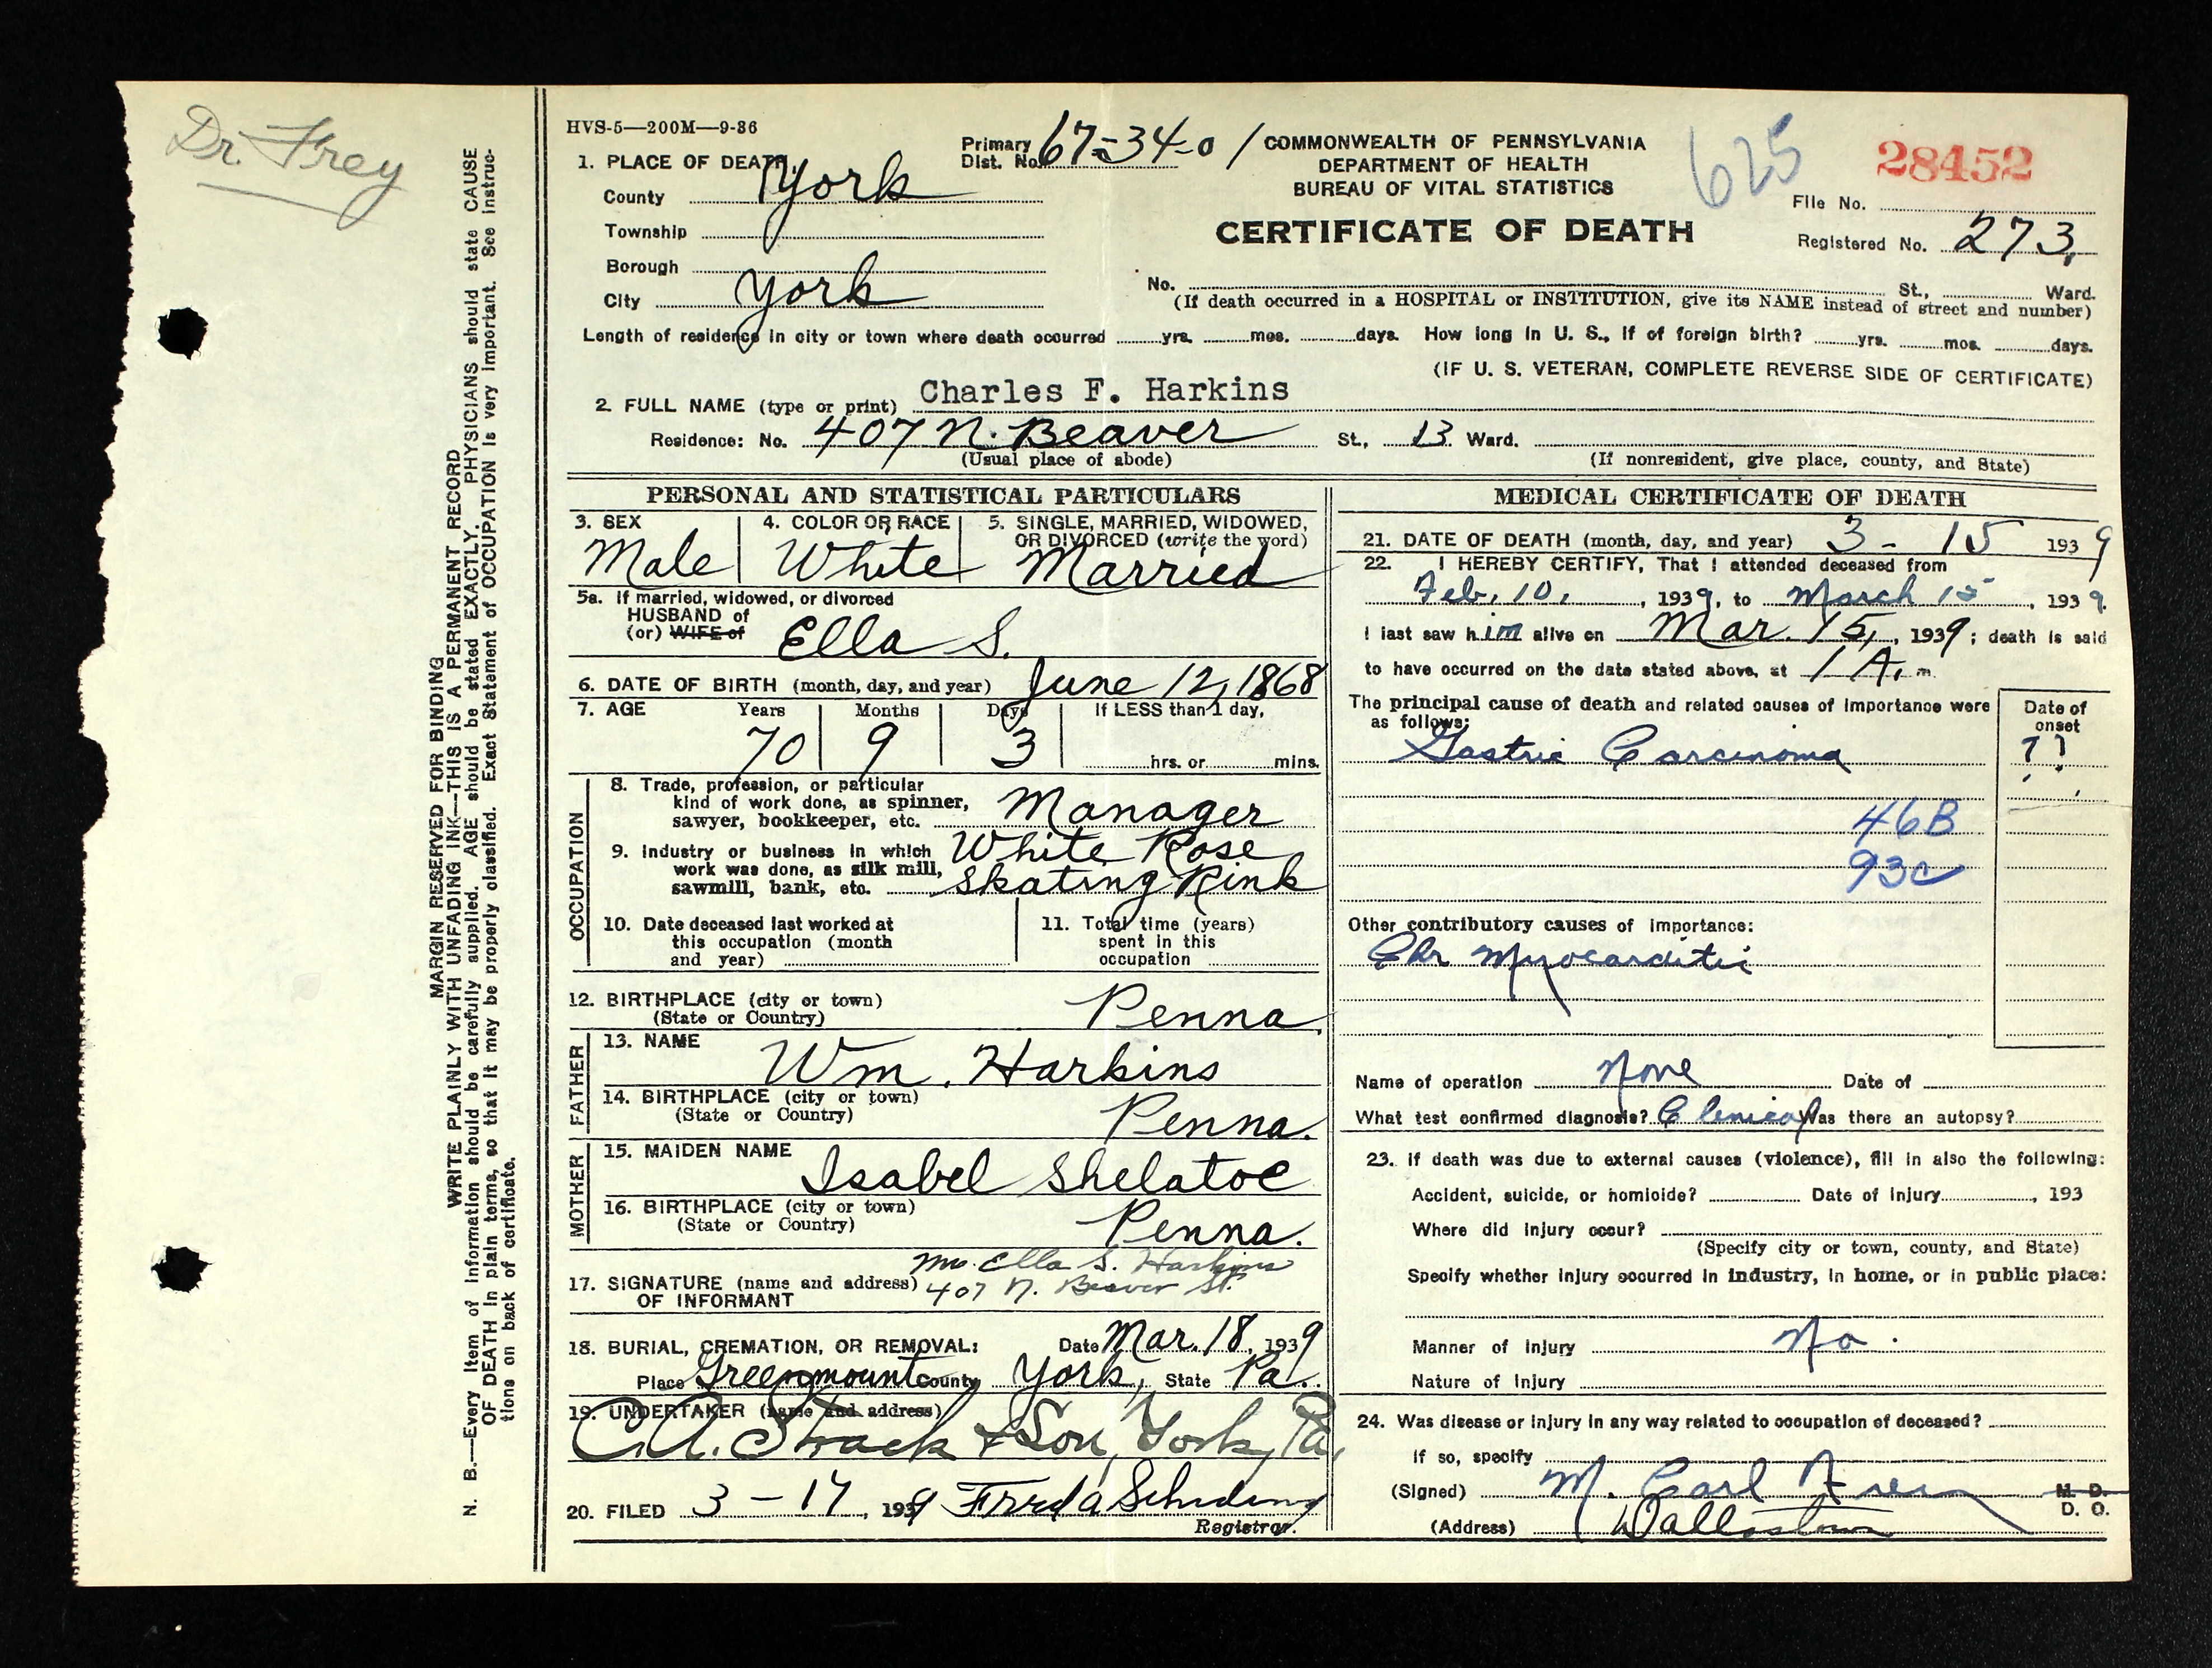 Dr. Frey
MARGIN RESERVED FOR BINDING
WRITE PLAINLY WITH UNFADING INK—THIS IS A PERMANENT RECORD
N. B.—Every item of information should be carefully supplied. AGE should be stated EXACTLY. PHYSICIANS should state CAUSE
OF DEATH in plain terms, so that it may be properly classified. Exact Statement of OCCUPATION is very important. See instruc-
tions on back of certificate.
HVS-5—200M—9-36
Primary Dist. No. 67-34-01
COMMONWEALTH OF PENNSYLVANIA
DEPARTMENT OF HEALTH
BUREAU OF VITAL STATISTICS
CERTIFICATE OF DEATH
625
28452
File No.
Registered No. 273
1. PLACE OF DEATH
County York
Township
Borough
City York
No. St., Ward.
(If death occurred in a HOSPITAL or INSTITUTION, give its NAME instead of street and number)
Length of residence in city or town where death occurred yrs. mos. days. How long in U. S., if of foreign birth? yrs. mos. days.
(IF U. S. VETERAN, COMPLETE REVERSE SIDE OF CERTIFICATE)
2. FULL NAME (type or print) Charles F. Harkins
Residence: No. 407 N. Beaver St., 13 Ward.
(Usual place of abode) (If nonresident, give place, county, and State)
PERSONAL AND STATISTICAL PARTICULARS
3. SEX Male
4. COLOR OR RACE White
5. SINGLE, MARRIED, WIDOWED,
OR DIVORCED (write the word)
Married
5a. If married, widowed, or divorced
HUSBAND of
(or) WIFE of Ella S.
6. DATE OF BIRTH (month, day, and year) June 12, 1868
7. AGE Years Months Days If LESS than 1 day,
70 9 3 hrs. or mins.
OCCUPATION
8. Trade, profession, or particular
kind of work done, as spinner,
sawyer, bookkeeper, etc. Manager
9. Industry or business in which White Rose
work was done, as silk mill,
sawmill, bank, etc. Skating Rink
10. Date deceased last worked at
this occupation (month
and year)
11. Total time (years)
spent in this
occupation
12. BIRTHPLACE (city or town)
(State or Country) Penna.
FATHER
13. NAME Wm. Harkins
14. BIRTHPLACE (city or town)
(State or Country) Penna.
MOTHER
15. MAIDEN NAME Isabel Shelatoe
16. BIRTHPLACE (city or town)
(State or Country) Penna.
Mrs. Ella S. Harkins
17. SIGNATURE (name and address) 407 N. Beaver St.
OF INFORMANT
18. BURIAL, CREMATION, OR REMOVAL: Date Mar. 18, 1939
Place Greenmount County York, State Pa.
19. UNDERTAKER (name and address)
C.A. Strack & Son, York, Pa.
20. FILED 3-17, 1939 Freda
Registrar.
MEDICAL CERTIFICATE OF DEATH
21. DATE OF DEATH (month, day, and year) 3-15 1939
22. I HEREBY CERTIFY, That I attended deceased from
Feb. 10, 1939, to March 15, 1939.
I last saw him alive on Mar. 15, 1939; death is said
to have occurred on the date stated above, at 1 A. m.
The principal cause of death and related causes of importance were
as follows:
Date of
onset
Gastric Carcinoma ? ?
46B
93c
Other contributory causes of importance:
Chr Myocarditis
Name of operation None Date of
What test confirmed diagnosis? Clinical Was there an autopsy?
23. If death was due to external causes (violence), fill in also the following:
Accident, suicide, or homicide? Date of Injury , 193
Where did injury occur?
(Specify city or town, county, and State)
Specify whether injury occurred in industry, in home, or in public place:
Manner of Injury No.
Nature of Injury
24. Was disease or injury in any way related to occupation of deceased?
If so, specify
(Signed) M. Carl Frey M. D.
D. O.
(Address) Dallastown